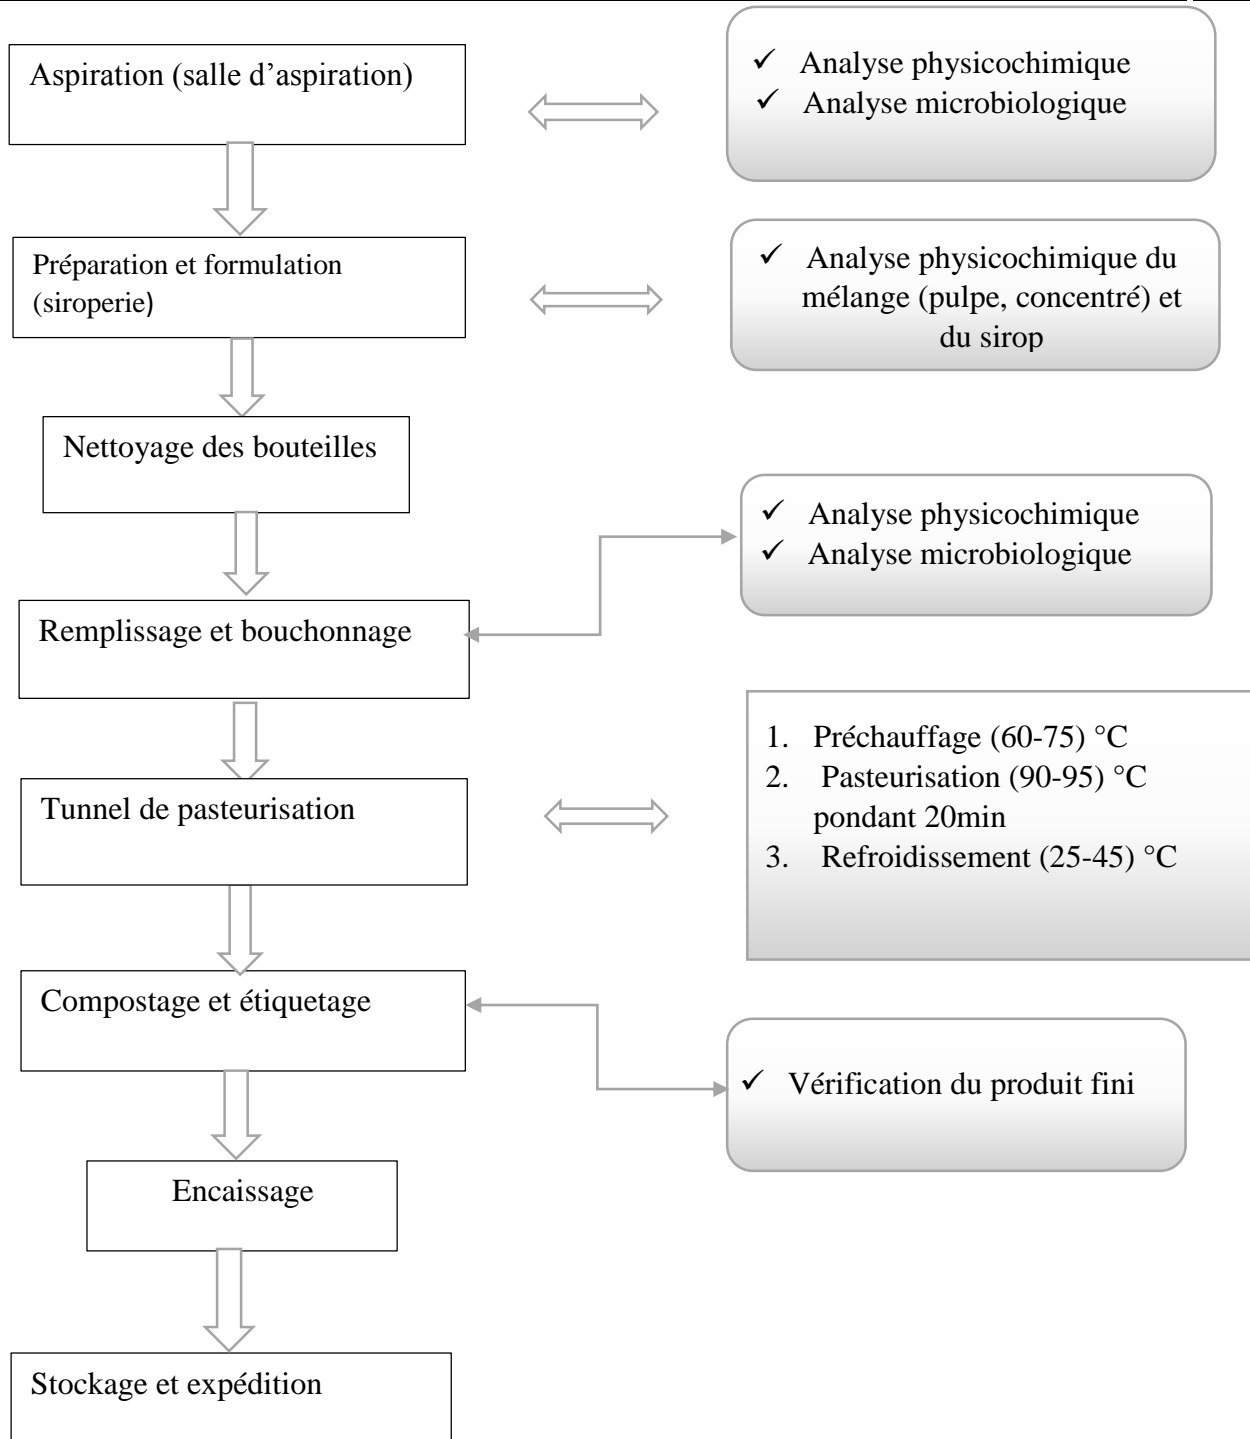 Aspiration (salle d’aspiration)
✓ Analyse physicochimique
✓ Analyse microbiologique
Préparation et formulation
(siroperie)
✓ Analyse physicochimique du
mélange (pulpe, concentré) et
du sirop
Nettoyage des bouteilles
✓ Analyse physicochimique
✓ Analyse microbiologique
Remplissage et bouchonnage
1. Préchauffage (60-75) °C
2. Pasteurisation (90-95) °C
pondant 20min
3. Refroidissement (25-45) °C
Tunnel de pasteurisation
Compostage et étiquetage
✓ Vérification du produit fini
Encaissage
Stockage et expédition